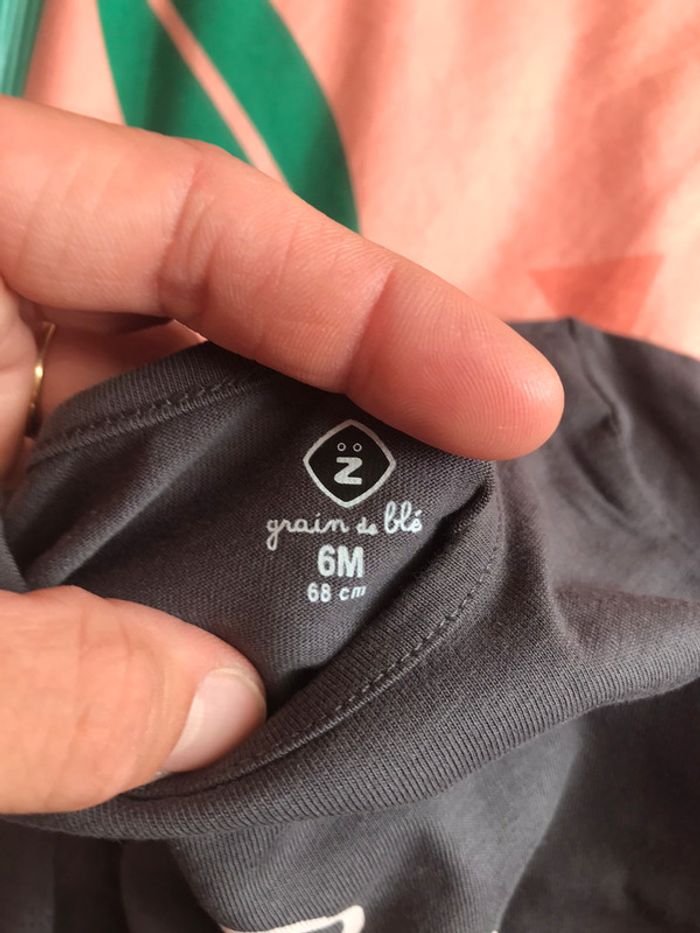 z
grain de blé
6M
68 cm